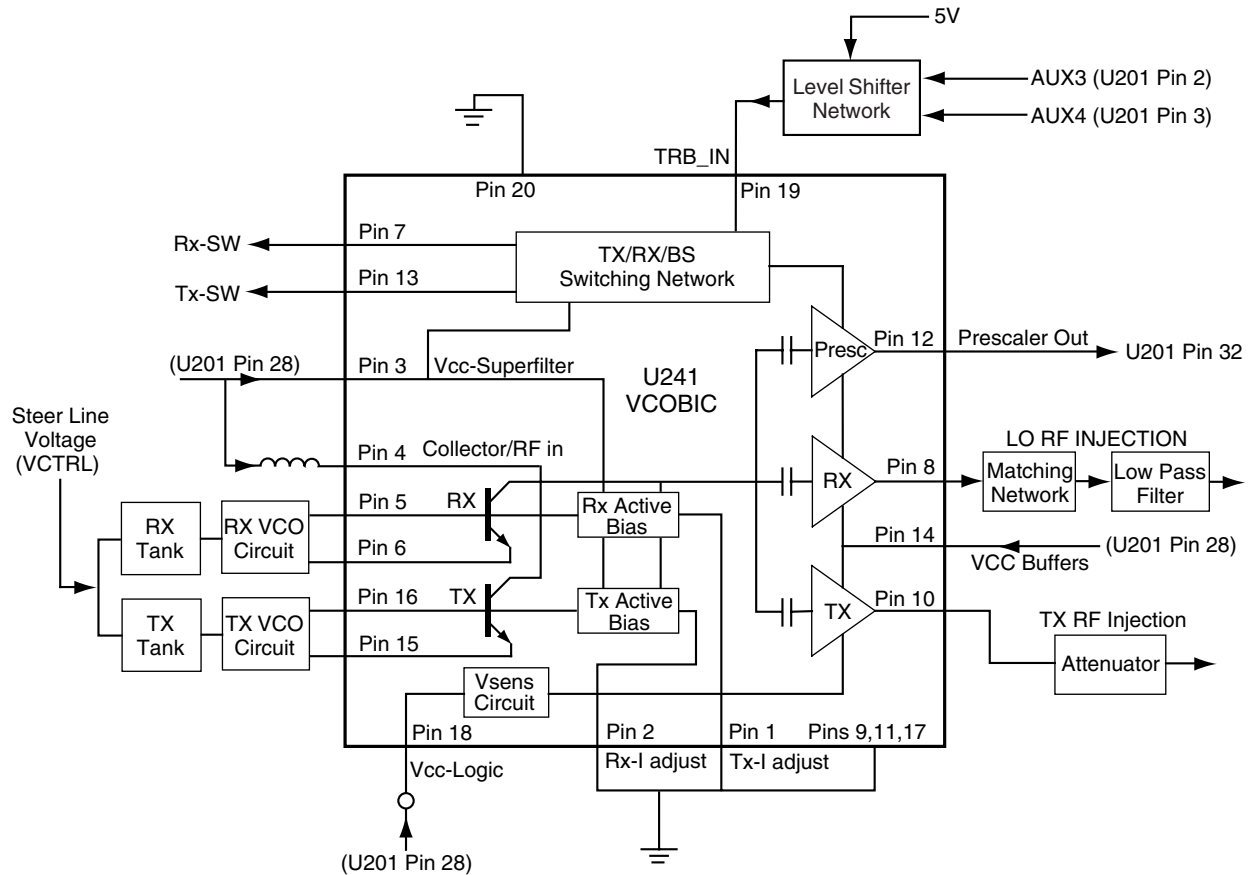 5V
Level Shifter
Network
AUX3 (U201 Pin 2)
AUX4 (U201 Pin 3)
TRB_IN
Pin 20
Pin 19
Rx-SW
Pin 7
TX/RX/BS
Switching Network
Tx-SW
Pin 13
Presc
Pin 12
Prescaler Out
U201 Pin 32
(U201 Pin 28)
Pin 3
Vcc-Superfilter
U241
VCOBIC
Steer Line
Voltage
(VCTRL)
Pin 4
Collector/RF in
LO RF INJECTION
RX
Pin 8
Matching
Network
Low Pass
Filter
RX
Tank
RX VCO
Circuit
Pin 5
Pin 6
RX
Rx Active
Bias
Pin 14
VCC Buffers
(U201 Pin 28)
TX
Tank
TX VCO
Circuit
Pin 16
Pin 15
TX
Tx Active
Bias
TX
Pin 10
TX RF Injection
Attenuator
Vsens
Circuit
Pin 18
Pin 2
Pin 1
Pins 9,11,17
Vcc-Logic
Rx-I adjust
Tx-I adjust
(U201 Pin 28)